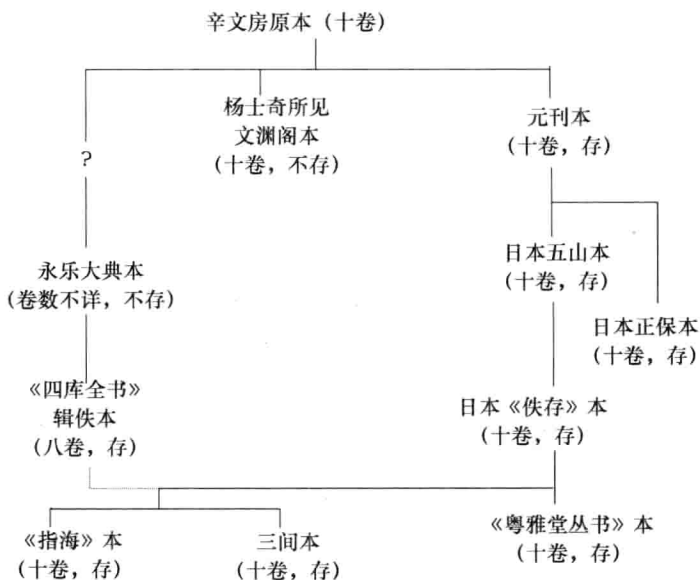 辛文房原本（十卷）
杨士奇所见
文渊阁本
（十卷，不存）
元刊本
（十卷，存）
?
永乐大典本
（卷数不详，不存）
日本五山本
（十卷，存）
日本正保本
（十卷，存）
《四库全书》
辑佚本
（八卷，存）
日本《佚存》本
（十卷，存）
《指海》本
（十卷，存）
三间本
（十卷，存）
《粤雅堂丛书》本
（十卷，存）